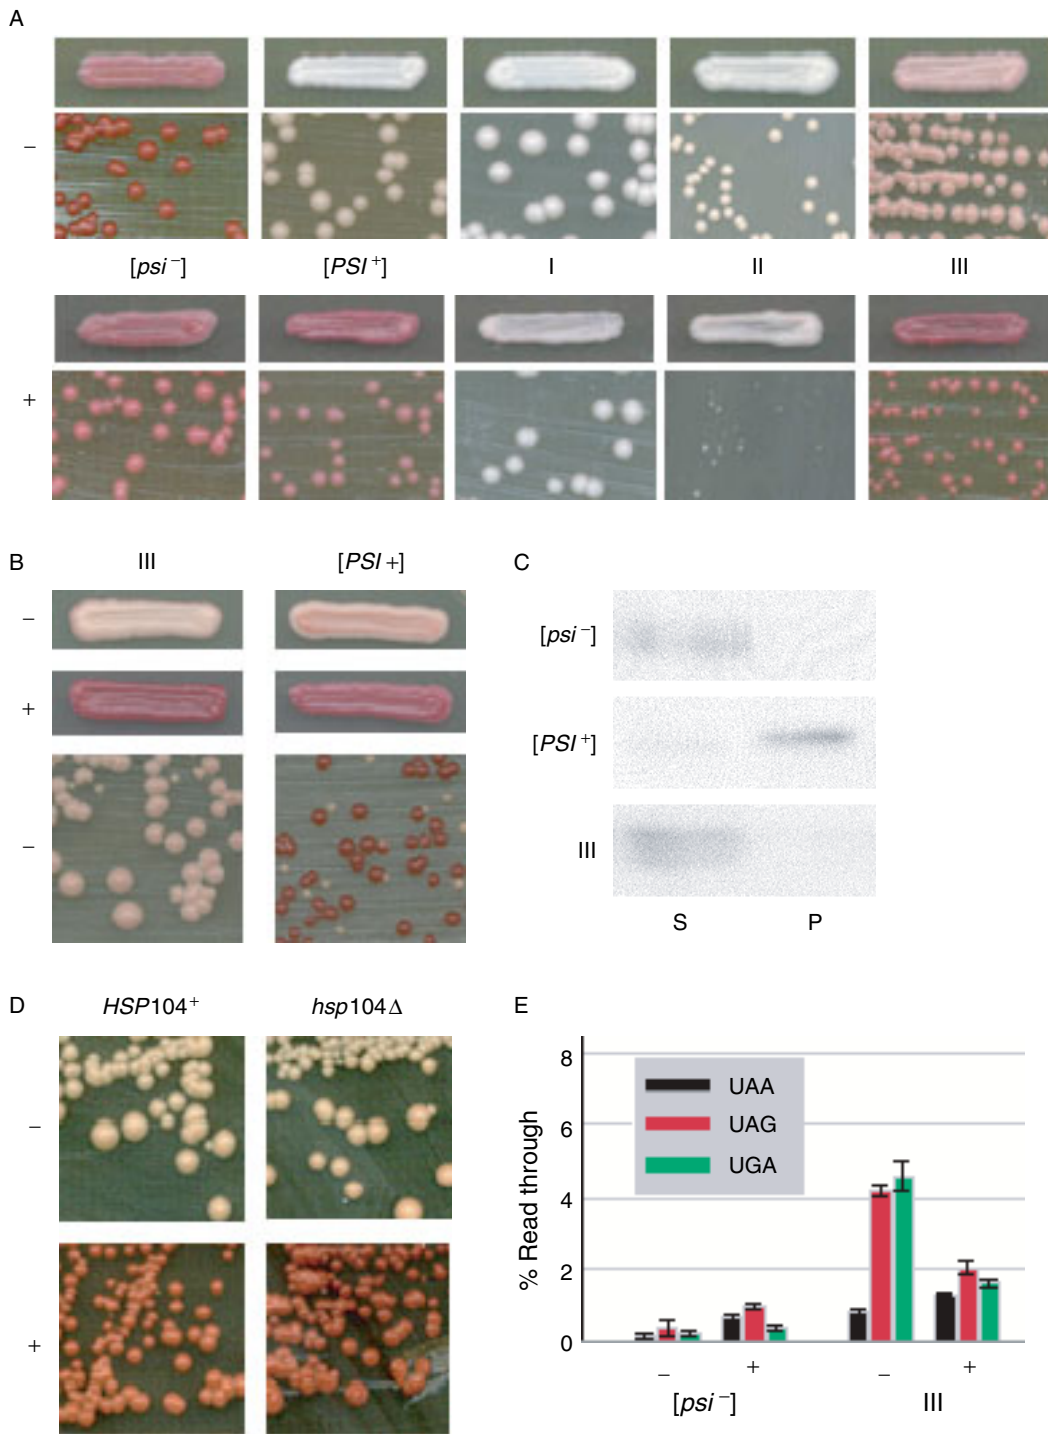 A
−
[psi −] [PSI +] I II III
+
B III [PSI +]
−
+
−
C
[psi −]
[PSI +]
III
S P
D HSP104+ hsp104Δ
−
+
E
% Read through
8
6
4
2
0
UAA
UAG
UGA
− + − +
[psi −] III